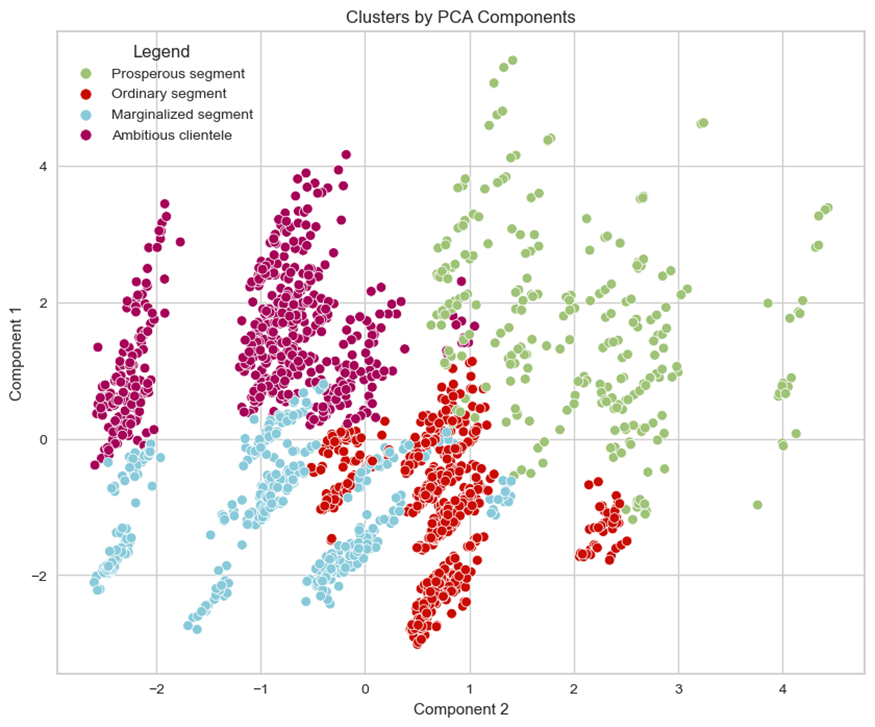 Clusters by PCA Components
Legend
Prosperous segment
Ordinary segment
Marginalized segment
Ambitious clientele
Component 1
4
2
0
−2
−2
−1
0
1
2
3
4
Component 2